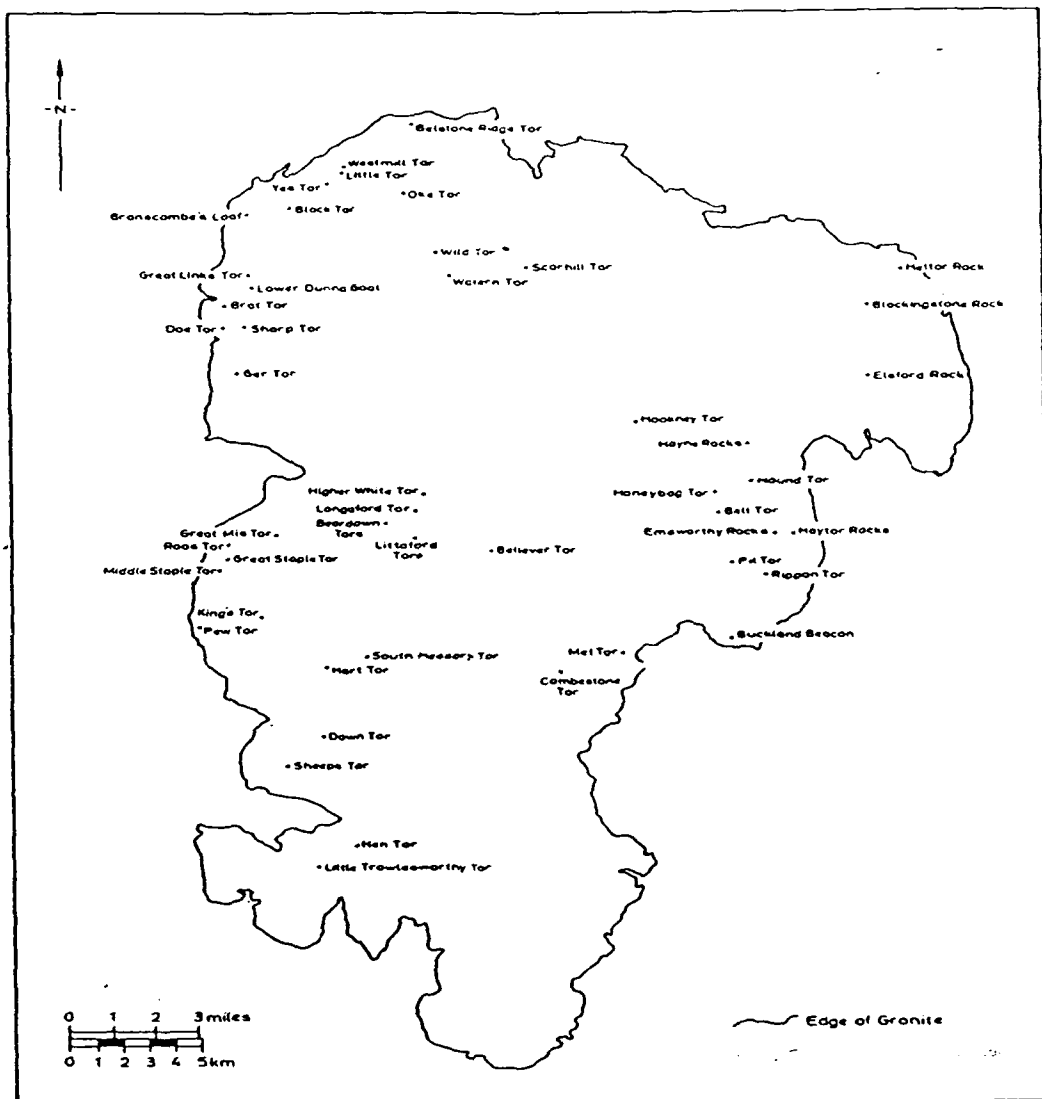 -N-
Belstone Ridge Tor
Westmill Tor
Little Tor
Yes Tor
Oke Tor
Block Tor
Branscombe's Loaf
Wild Tor
Scarhill Tor
Heltor Rock
Great Links Tor
Watern Tor
Lower Dunna Goat
Brat Tor
Blackingstone Rock
Doe Tor
Sharp Tor
Ger Tor
Elsford Rock
Hookney Tor
Hayne Rocks
Hound Tor
Higher White Tor
Honeybag Tor
Longaford Tor
Bell Tor
Beardown
Tors
Great Mis Tor
Emsworthy Rocks
Haytor Rocks
Roos Tor
Littaford
Tors
Bellever Tor
Great Staple Tor
Pil Tor
Middle Staple Tor
Rippon Tor
King's Tor
Pew Tor
Buckland Beacon
South Hessary Tor
Mel Tor
Hart Tor
Combestone
Tor
Down Tor
Sheeps Tor
Hen Tor
Little Trowlesworthy Tor
0 1 2 3 miles
0 1 2 3 4 5km
Edge of Granite